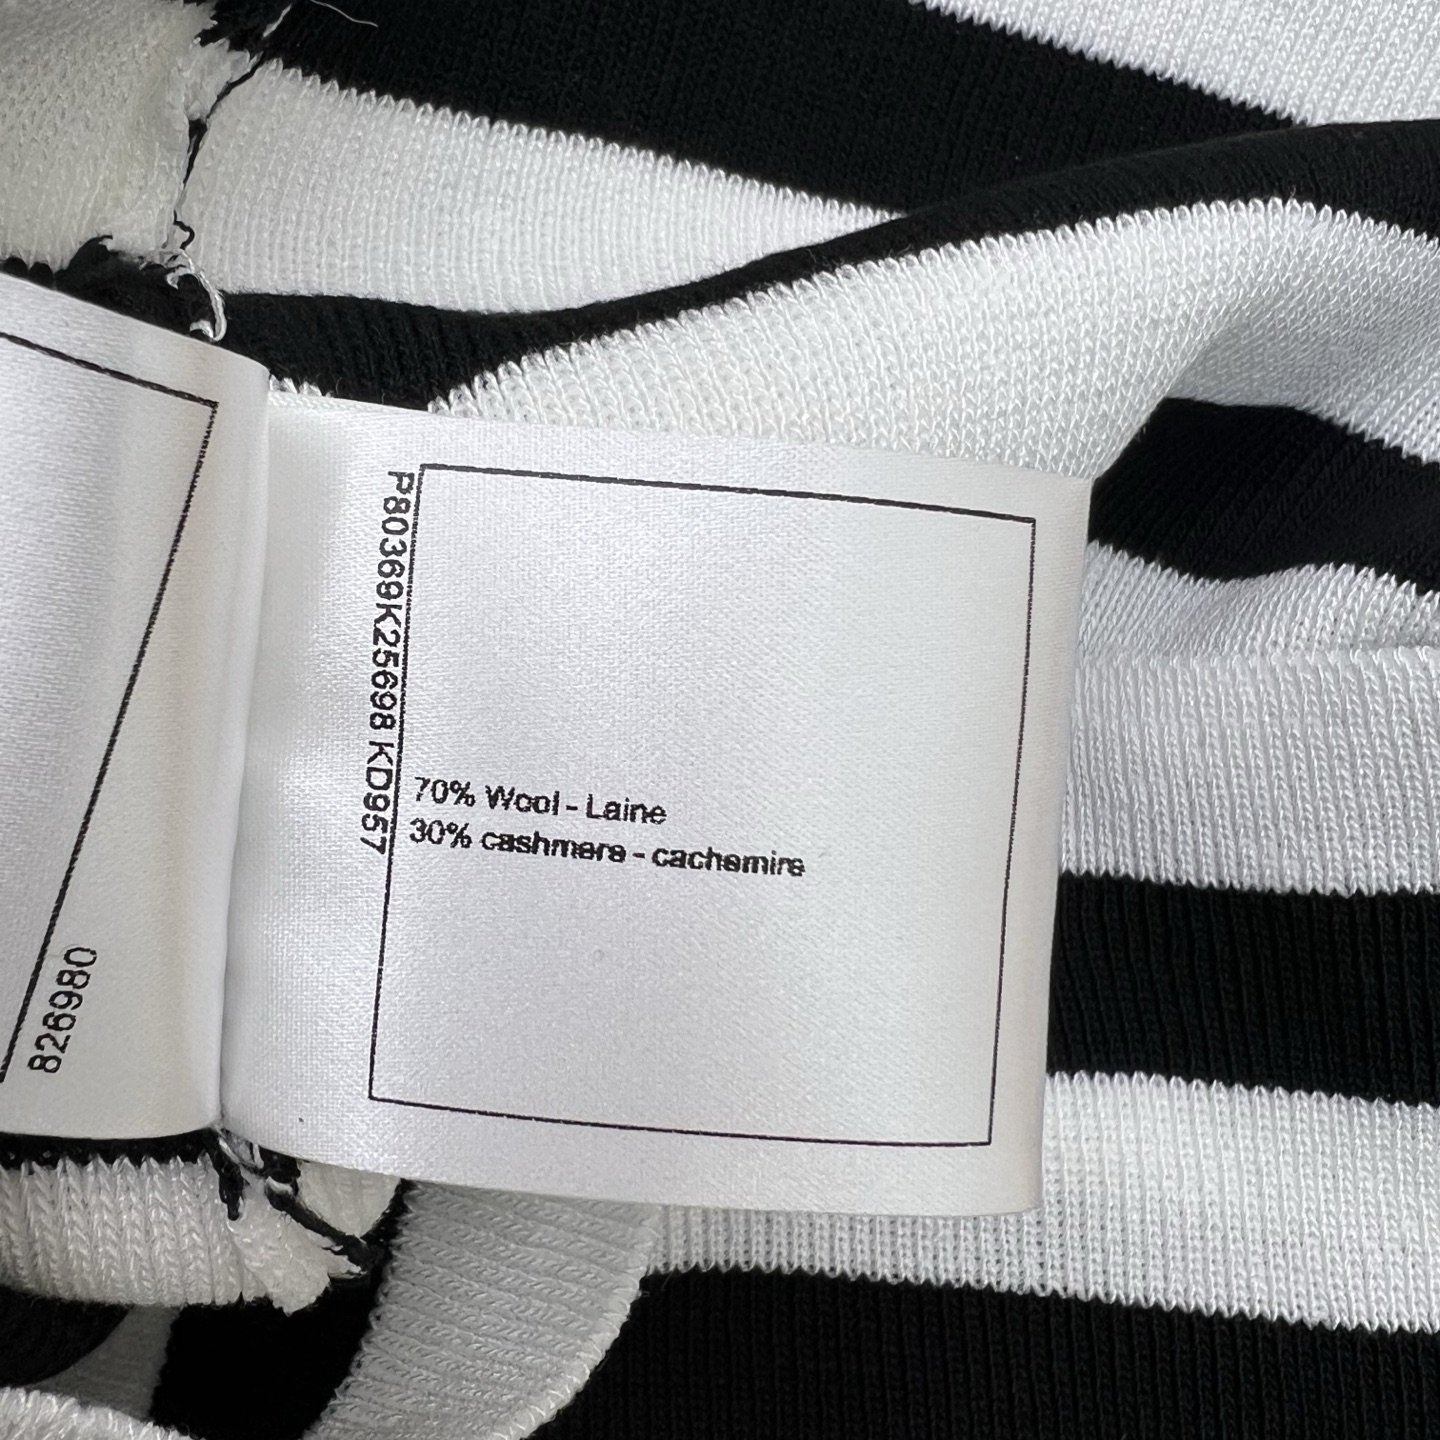 P80369K25698 KD957
70% Wool - Laine
30% cashmere - cachemire
826980